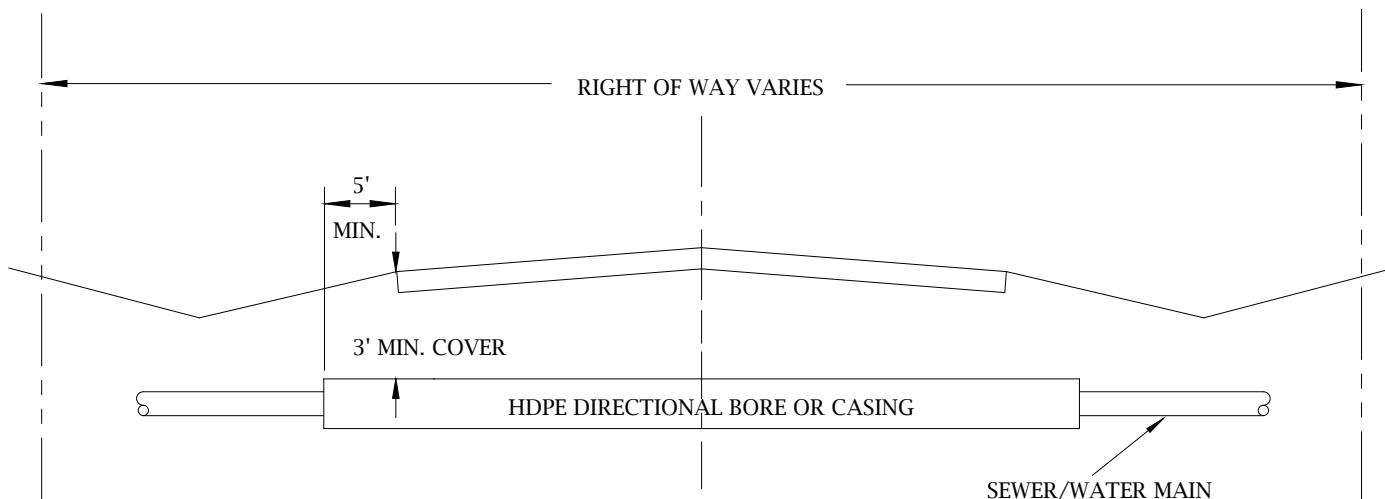 RIGHT OF WAY VARIES
5'
MIN.
3' MIN. COVER
HDPE DIRECTIONAL BORE OR CASING
SEWER/WATER MAIN